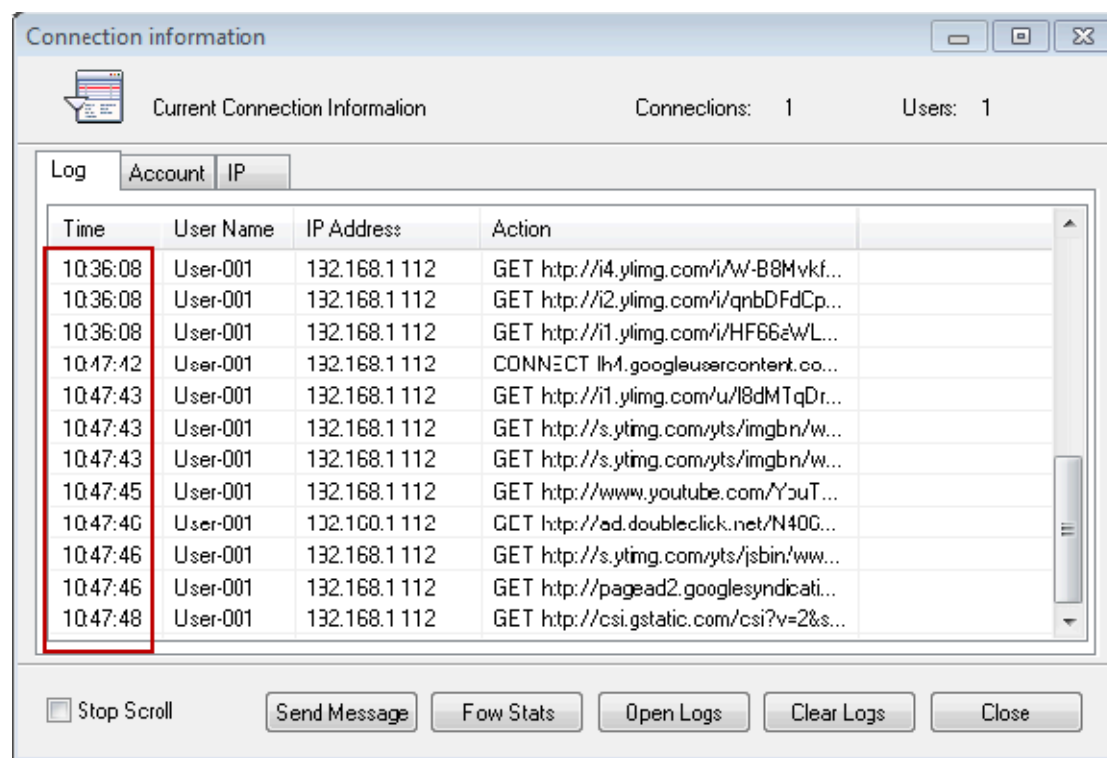 Connection information
Current Connection Information Connections: 1 Users: 1
Log Account IP
Time User Name IP Address Action
10:36:08 User-001 192.168.1.112 GET http://i4.ytimg.com/i/W-B8Mvkf...
10:36:08 User-001 192.168.1.112 GET http://i2.ytimg.com/i/qnbDFdCp...
10:36:08 User-001 192.168.1.112 GET http://i1.ytimg.com/i/HF66aWL...
10:47:42 User-001 192.168.1.112 CONNECT lh4.googleusercontent.co...
10:47:43 User-001 192.168.1.112 GET http://i1.ytimg.com/u/l8dMTqDr...
10:47:43 User-001 192.168.1.112 GET http://s.ytimg.com/yts/imgbin/w...
10:47:43 User-001 192.168.1.112 GET http://s.ytimg.com/yts/imgbin/w...
10:47:45 User-001 192.168.1.112 GET http://www.youtube.com/YouT...
10:47:46 User-001 192.168.1.112 GET http://ad.doubleclick.net/N406...
10:47:46 User-001 192.168.1.112 GET http://s.ytimg.com/yts/jsbin/ww...
10:47:46 User-001 192.168.1.112 GET http://pagead2.googlesyndicati...
10:47:48 User-001 192.168.1.112 GET http://csi.gstatic.com/csi?v=2&s...
Stop Scroll Send Message Fow Stats Open Logs Clear Logs Close